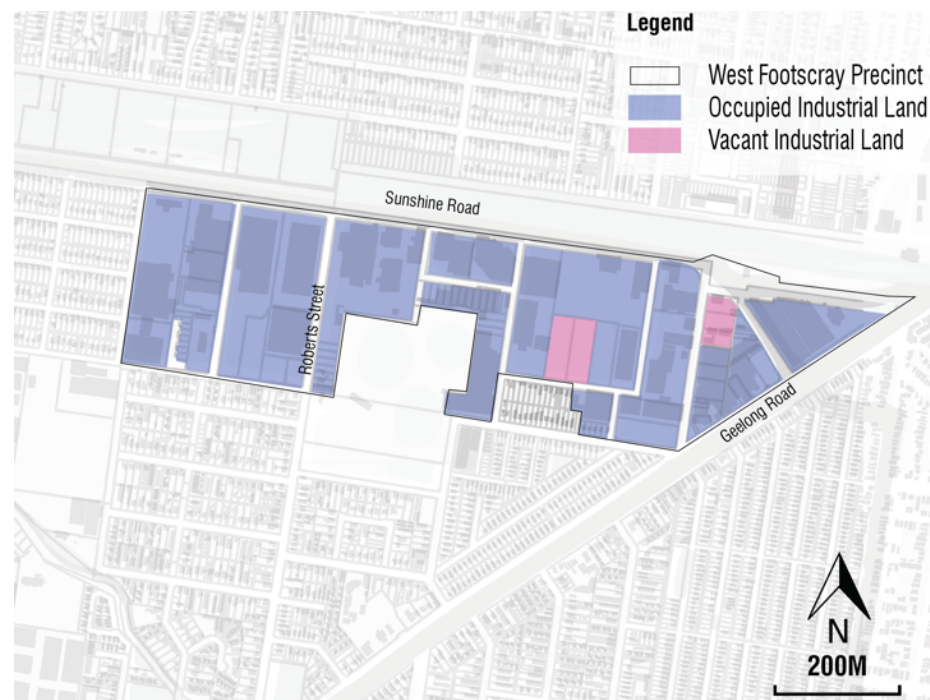 Legend
West Footscray Precinct
Occupied Industrial Land
Vacant Industrial Land
Sunshine Road
Roberts Street
Geelong Road
N
200M